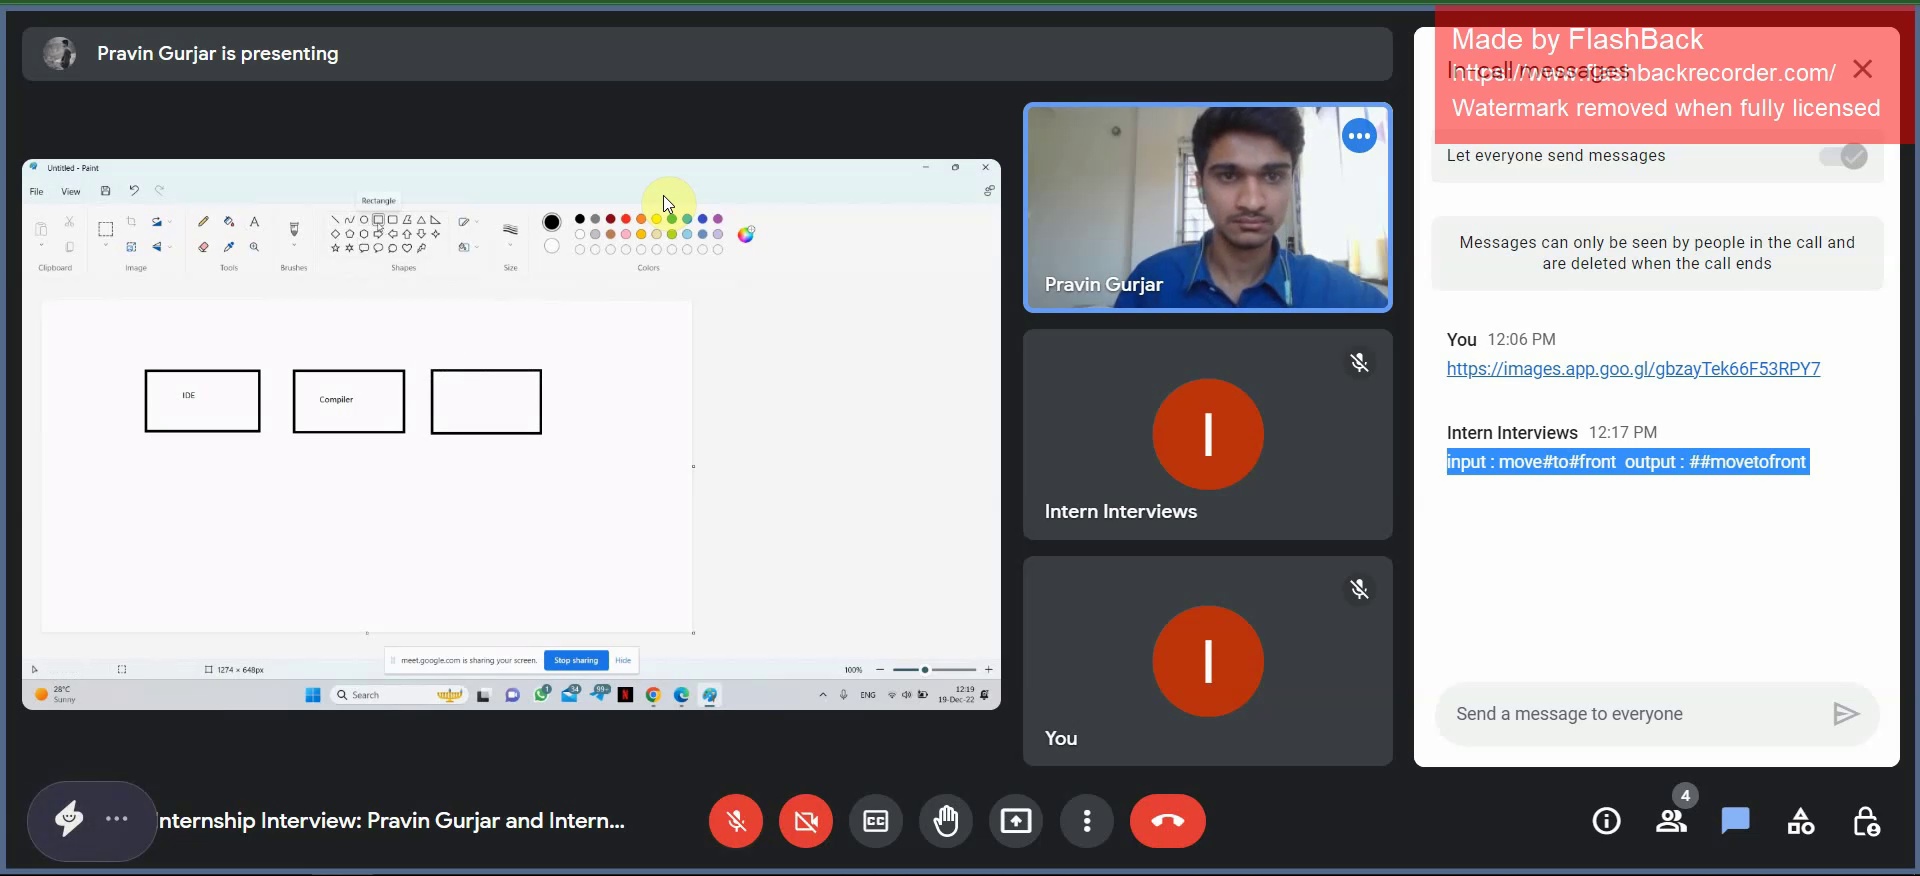 Pravin Gurjar is presenting
Made by FlashBack
In-call messages
https://www.flashbackrecorder.com/
Watermark removed when fully licensed
Let everyone send messages
Messages can only be seen by people in the call and
are deleted when the call ends
You 12:06 PM
https://images.app.goo.gl/gbzayTek66F53RPY7
Intern Interviews 12:17 PM
input : move#to#front output : ##movetofront
Send a message to everyone
Untitled - Paint
File View
Rectangle
Clipboard Image Tools Brushes Shapes Size Colors
IDE
Compiler
meet.google.com is sharing your screen. Stop sharing Hide
1274 × 648px
100%
28°C
Sunny
Search
1
34
99+
N
ENG
12:19
19-Dec-22
Pravin Gurjar
I
Intern Interviews
I
You
nternship Interview: Pravin Gurjar and Intern...
4